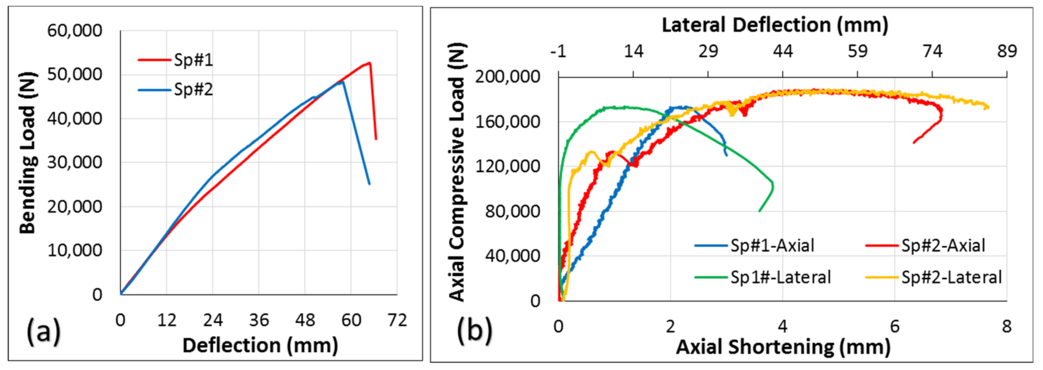 60,000
50,000
40,000
30,000
20,000
10,000
0
Bending Load (N)
Sp#1
Sp#2
0 12 24 36 48 60 72
Deflection (mm)
(a)
Lateral Deflection (mm)
-1 14 29 44 59 74 89
200,000
160,000
120,000
80,000
40,000
0
Axial Compressive Load (N)
Sp#1-Axial Sp#2-Axial
Sp1#-Lateral Sp#2-Lateral
0 2 4 6 8
Axial Shortening (mm)
(b)